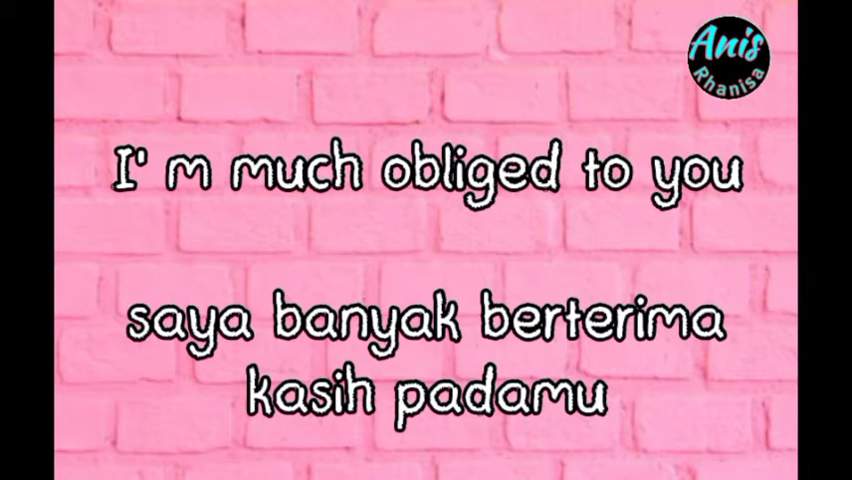 Anis
Rhanisa
I' m much obliged to you
saya banyak berterima
kasih padamu